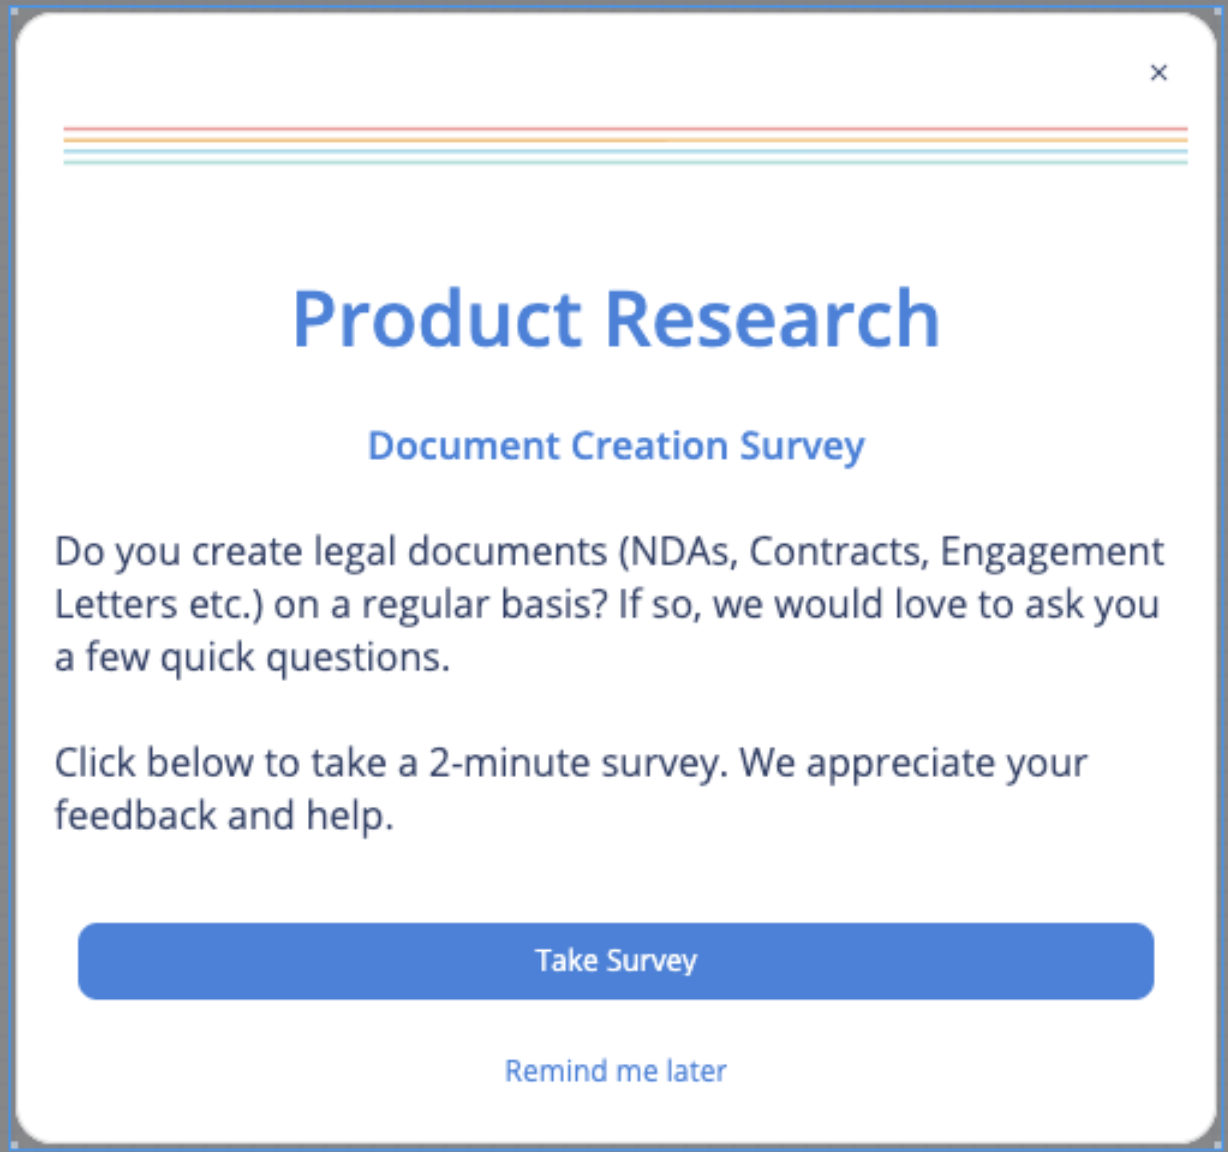 ×
Product Research
Document Creation Survey
Do you create legal documents (NDAs, Contracts, Engagement
Letters etc.) on a regular basis? If so, we would love to ask you
a few quick questions.
Click below to take a 2-minute survey. We appreciate your
feedback and help.
Take Survey
Remind me later